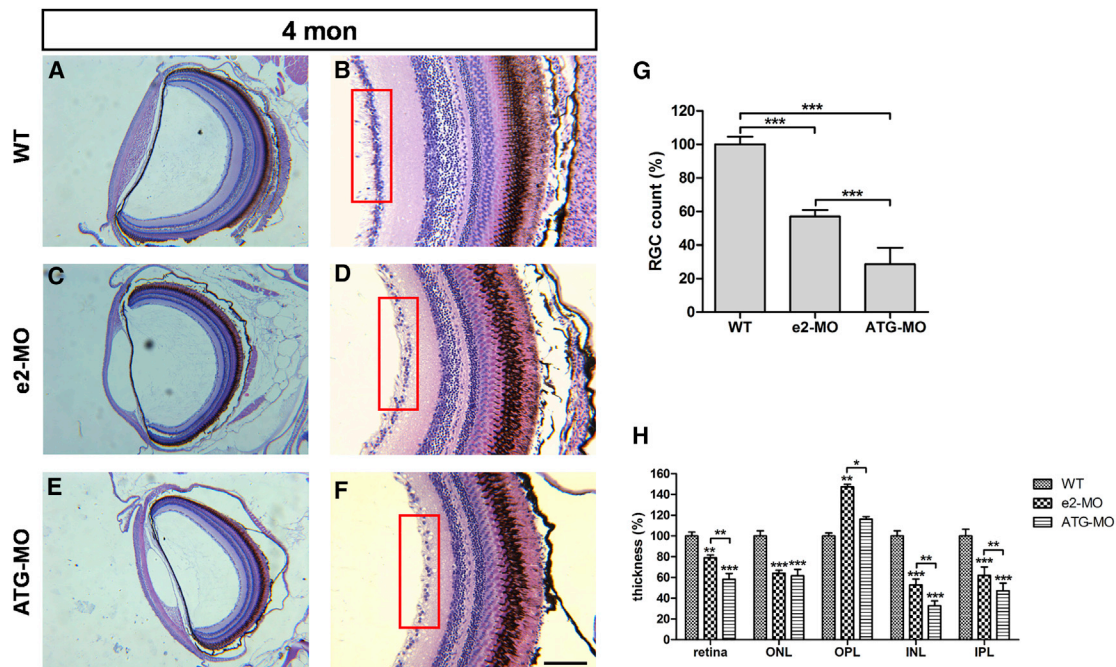 4 mon
A
B
WT
C
D
e2-MO
E
F
ATG-MO
G
RGC count (%)
120
100
80
60
40
20
0
***
***
***
WT e2-MO ATG-MO
H
thickness (%)
160
140
120
100
80
60
40
20
0
** ** ***
*** ***
** *
*** ** ***
*** ** ***
retina ONL OPL INL IPL
WT
e2-MO
ATG-MO